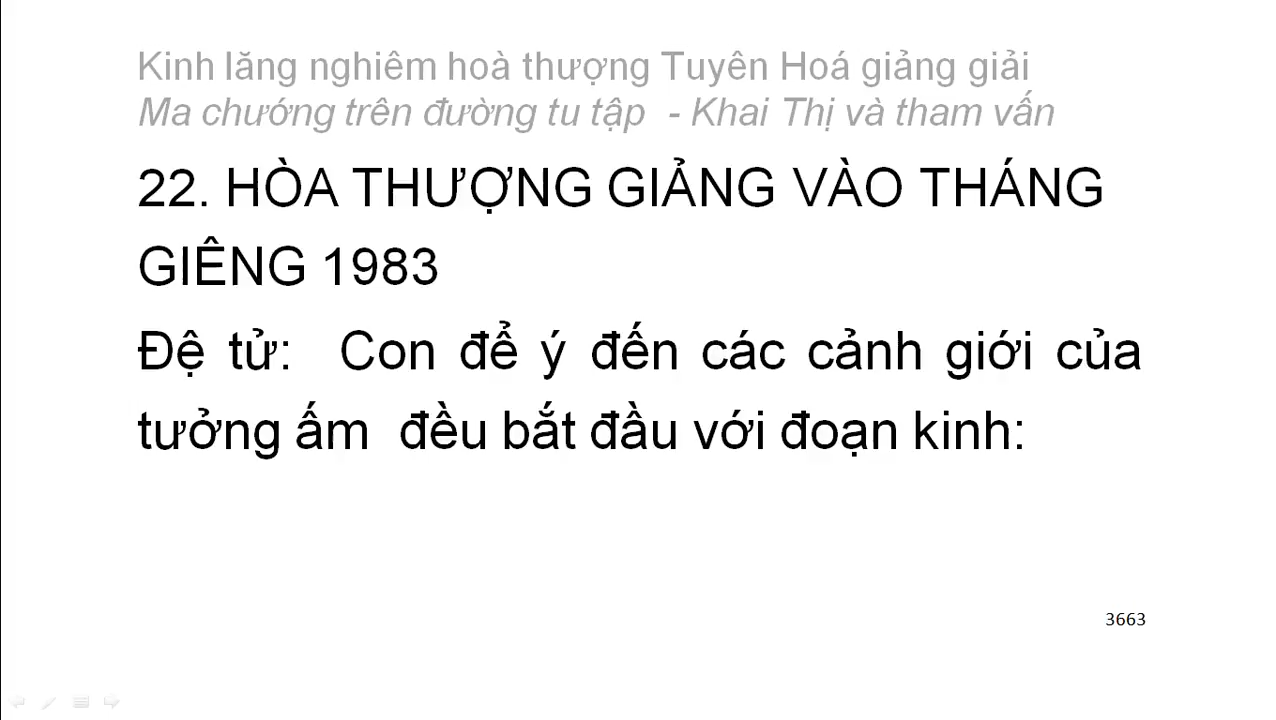 Kinh lăng nghiêm hoà thượng Tuyên Hoá giảng giải
Ma chướng trên đường tu tập - Khai Thị và tham vấn
22. HÒA THƯỢNG GIẢNG VÀO THÁNG
GIÊNG 1983
Đệ tử: Con để ý đến các cảnh giới của
tưởng ấm đều bắt đầu với đoạn kinh:
3663